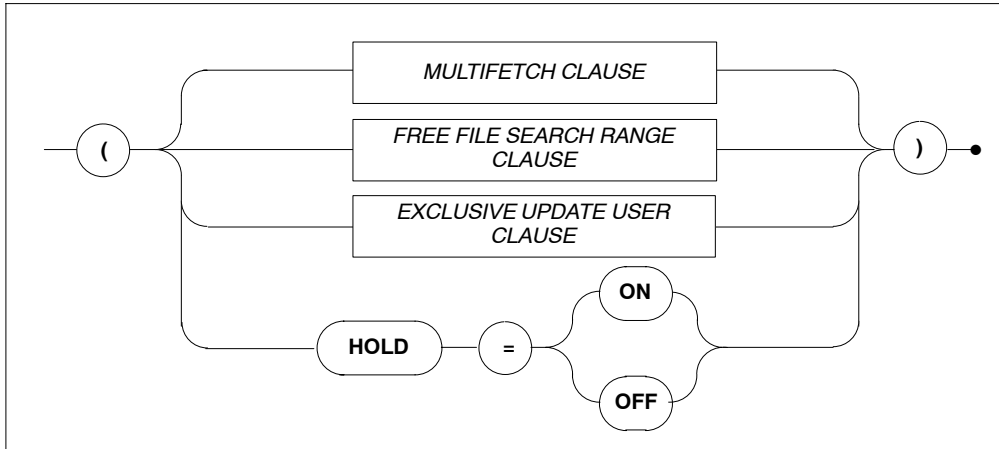 MULTIFETCH CLAUSE
(
FREE FILE SEARCH RANGE
CLAUSE
)
EXCLUSIVE UPDATE USER
CLAUSE
HOLD
=
ON
OFF